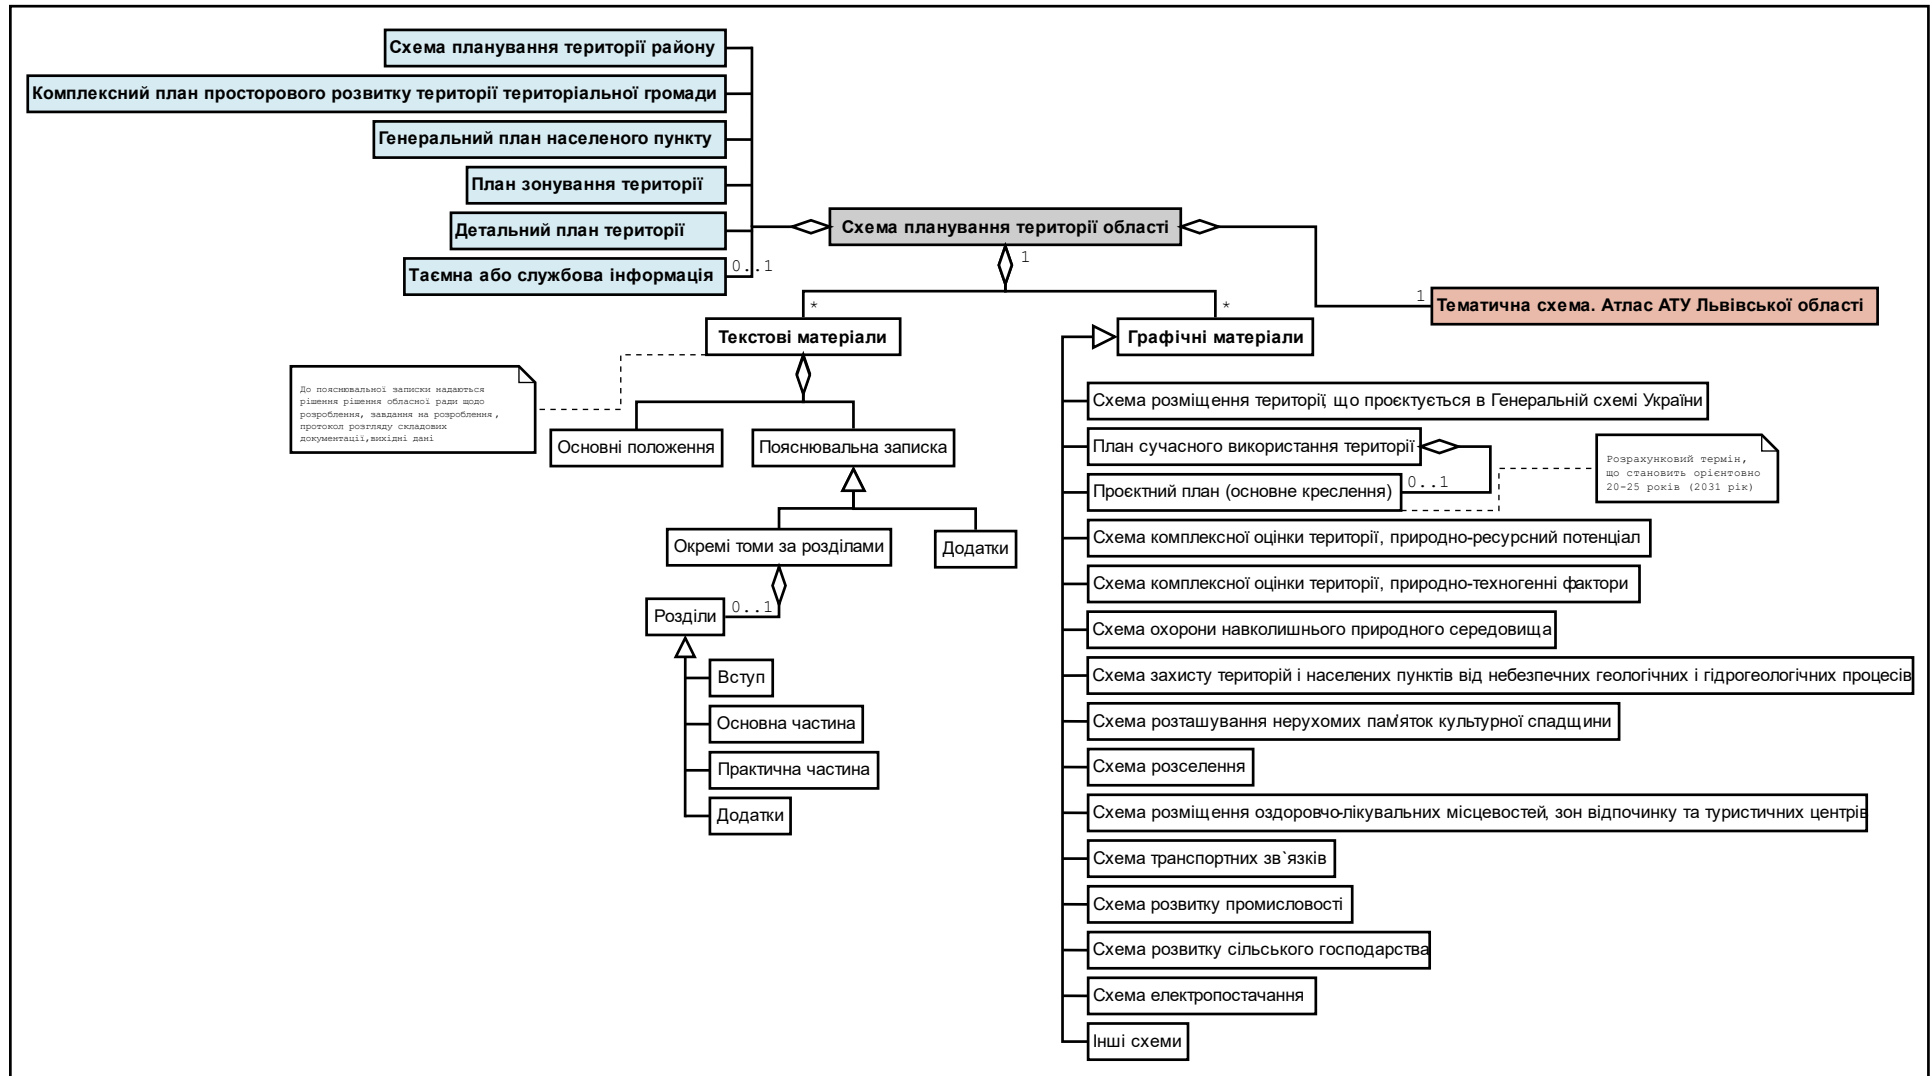 Схема планування території району
Комплексний план просторового розвитку території територіальної громади
Генеральний план населеного пункту
План зонування території
Детальний план території
Таємна або службова інформація
0..1
Схема планування території області
1
*
*
1
Тематична схема. Атлас АТУ Львівської області
Текстові матеріали
До пояснювальної записки надаються
рішення рішення обласної ради щодо
розроблення, завдання на розроблення,
протокол розгляду складових
документації,вихідні дані
Основні положення
Пояснювальна записка
Окремі томи за розділами
Додатки
Розділи
0..1
Вступ
Основна частина
Практична частина
Додатки
Графічні матеріали
Схема розміщення території, що проєктується в Генеральній схемі України
План сучасного використання території
Проєктний план (основне креслення)
0..1
Розрахунковий термін,
що становить орієнтовно
20-25 років (2031 рік)
Схема комплексної оцінки території, природно-ресурсний потенціал
Схема комплексної оцінки території, природно-техногенні фактори
Схема охорони навколишнього природного середовища
Схема захисту територій і населених пунктів від небезпечних геологічних і гідрогеологічних процесів
Схема розташування нерухомих пам'яток культурної спадщини
Схема розселення
Схема розміщення оздоровчо-лікувальних місцевостей, зон відпочинку та туристичних центрів
Схема транспортних зв`язків
Схема розвитку промисловості
Схема розвитку сільського господарства
Схема електропостачання
Інші схеми